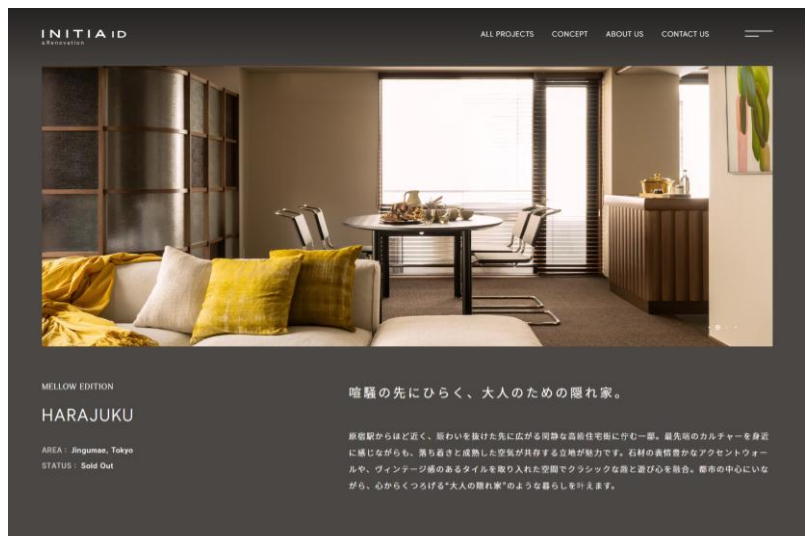 INITIA ID
& Renovation
ALL PROJECTS CONCEPT ABOUT US CONTACT US
MELLOW EDITION
HARAJUKU
AREA : Jingumae, Tokyo
STATUS : Sold Out
喧騒の先にひらく、大人のための隠れ家。
原宿駅からほど近く、賑わいを抜けた先に広がる閑静な高級住宅街に佇む一邸。最先端のカルチャーを身近
に感じながらも、落ち着きと成熟した空気が共存する立地が魅力です。石材の表情豊かなアクセントウォー
ルや、ヴィンテージ感のあるタイルを取り入れた空間でクラシックな趣と遊び心を融合。都市の中心にいな
がら、心からくつろげる“大人の隠れ家”のような暮らしを叶えます。